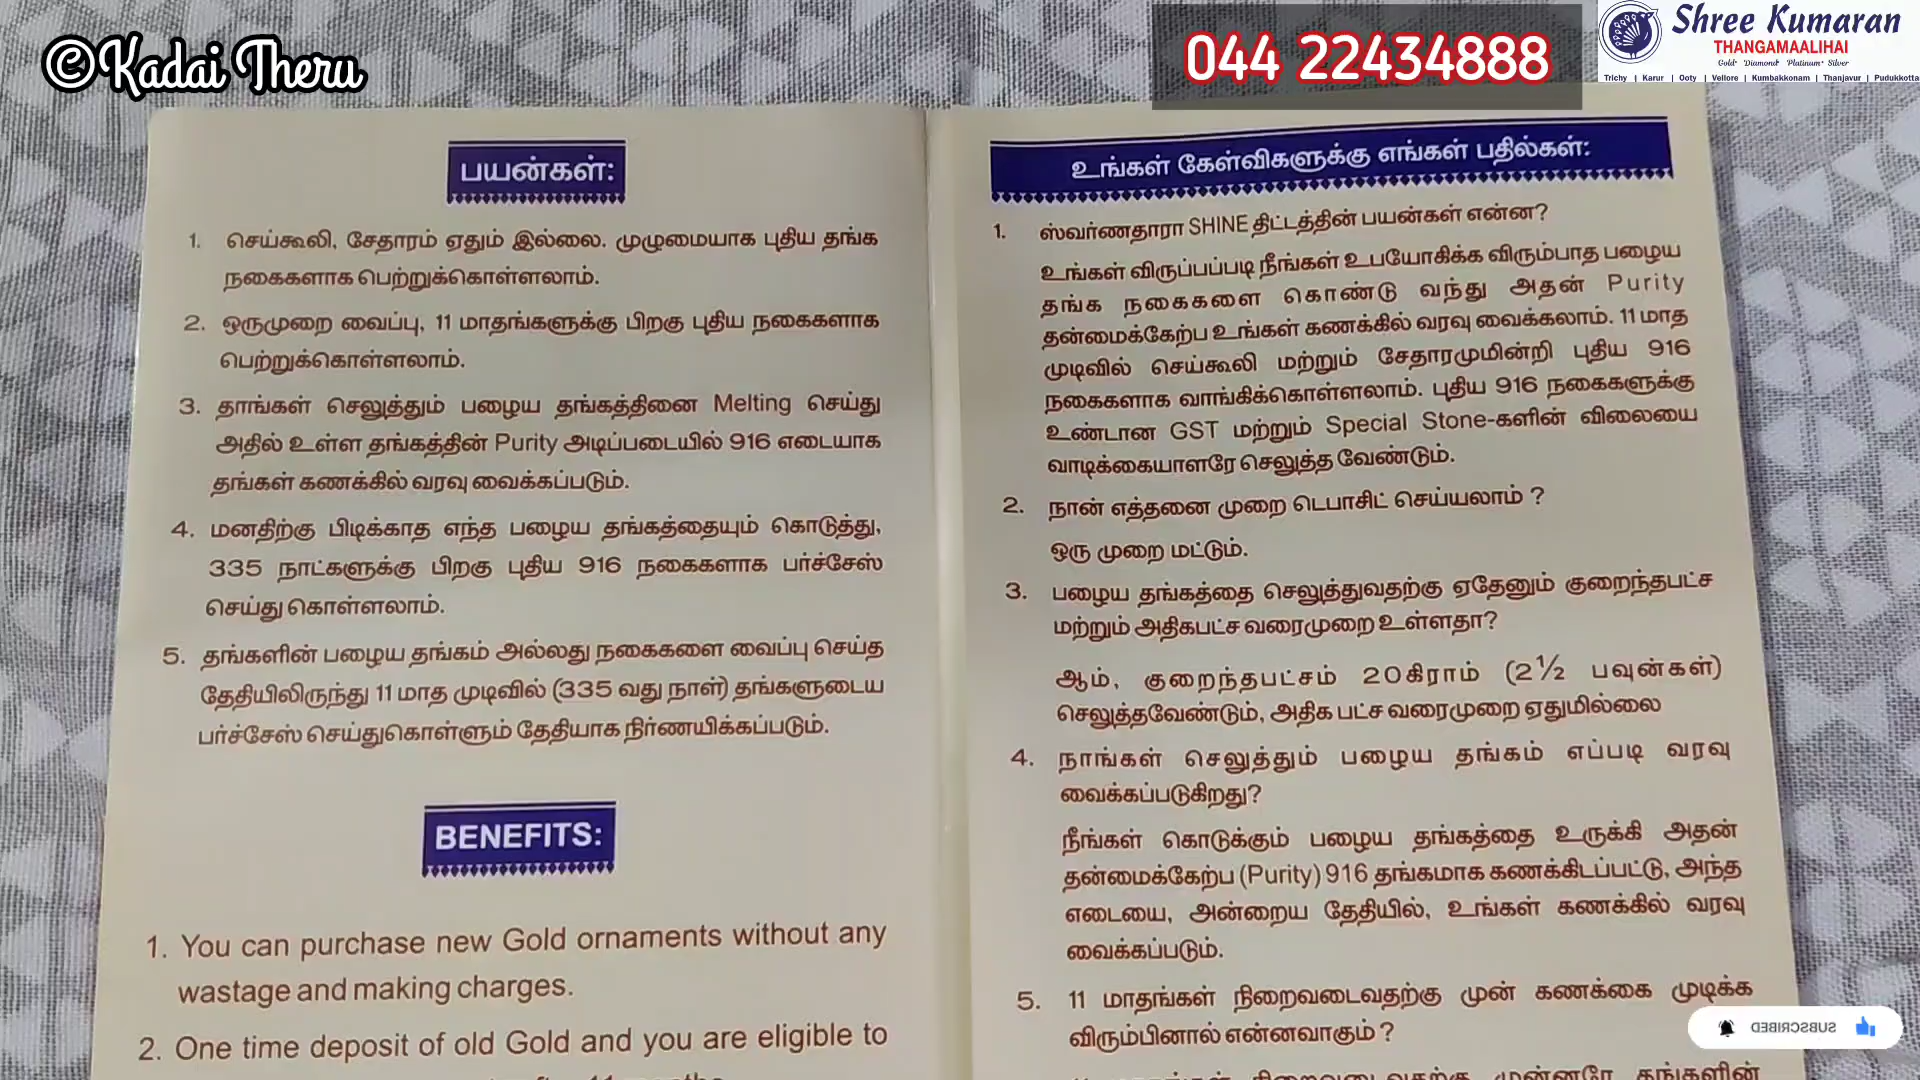 ©Kadai Theru
044 22434888
Shree Kumaran
THANGAMAALIHAI
Gold Diamond Platinum Silver
Trichy | Karur | Ooty | Vellore | Kumbakkonam | Thanjavur | Pudukkotta
பயன்கள்:
1. செய்கூலி, சேதாரம் ஏதும் இல்லை. முழுமையாக புதிய தங்க
நகைகளாக பெற்றுக்கொள்ளலாம்.
2. ஒருமுறை வைப்பு, 11 மாதங்களுக்கு பிறகு புதிய நகைகளாக
பெற்றுக்கொள்ளலாம்.
3. தாங்கள் செலுத்தும் பழைய தங்கத்தினை Melting செய்து
அதில் உள்ள தங்கத்தின் Purity அடிப்படையில் 916 எடையாக
தங்கள் கணக்கில் வரவு வைக்கப்படும்.
4. மனதிற்கு பிடிக்காத எந்த பழைய தங்கத்தையும் கொடுத்து,
335 நாட்களுக்கு பிறகு புதிய 916 நகைகளாக பர்ச்சேஸ்
செய்து கொள்ளலாம்.
5. தங்களின் பழைய தங்கம் அல்லது நகைகளை வைப்பு செய்த
தேதியிலிருந்து 11 மாத முடிவில் (335 வது நாள்) தங்களுடைய
பர்ச்சேஸ் செய்துகொள்ளும் தேதியாக நிர்ணயிக்கப்படும்.
BENEFITS:
1. You can purchase new Gold ornaments without any
wastage and making charges.
2. One time deposit of old Gold and you are eligible to
உங்கள் கேள்விகளுக்கு எங்கள் பதில்கள்:
1. ஸ்வர்ணதாரா SHINE திட்டத்தின் பயன்கள் என்ன?
உங்கள் விருப்பப்படி நீங்கள் உபயோகிக்க விரும்பாத பழைய
தங்க நகைகளை கொண்டு வந்து அதன் Purity
தன்மைக்கேற்ப உங்கள் கணக்கில் வரவு வைக்கலாம். 11 மாத
முடிவில் செய்கூலி மற்றும் சேதாரமுமின்றி புதிய 916
நகைகளாக வாங்கிக்கொள்ளலாம். புதிய 916 நகைகளுக்கு
உண்டான GST மற்றும் Special Stone-களின் விலையை
வாடிக்கையாளரே செலுத்த வேண்டும்.
2. நான் எத்தனை முறை டெபாசிட் செய்யலாம் ?
ஒரு முறை மட்டும்.
3. பழைய தங்கத்தை செலுத்துவதற்கு ஏதேனும் குறைந்தபட்ச
மற்றும் அதிகபட்ச வரைமுறை உள்ளதா?
ஆம், குறைந்தபட்சம் 20கிராம் (2½ பவுன்கள்)
செலுத்தவேண்டும், அதிக பட்ச வரைமுறை ஏதுமில்லை
4. நாங்கள் செலுத்தும் பழைய தங்கம் எப்படி வரவு
வைக்கப்படுகிறது?
நீங்கள் கொடுக்கும் பழைய தங்கத்தை உருக்கி அதன்
தன்மைக்கேற்ப (Purity) 916 தங்கமாக கணக்கிடப்பட்டு, அந்த
எடையை, அன்றைய தேதியில், உங்கள் கணக்கில் வரவு
வைக்கப்படும்.
5. 11 மாதங்கள் நிறைவடைவதற்கு முன் கணக்கை முடிக்க
விரும்பினால் என்னவாகும் ?
SUBSCRIBED